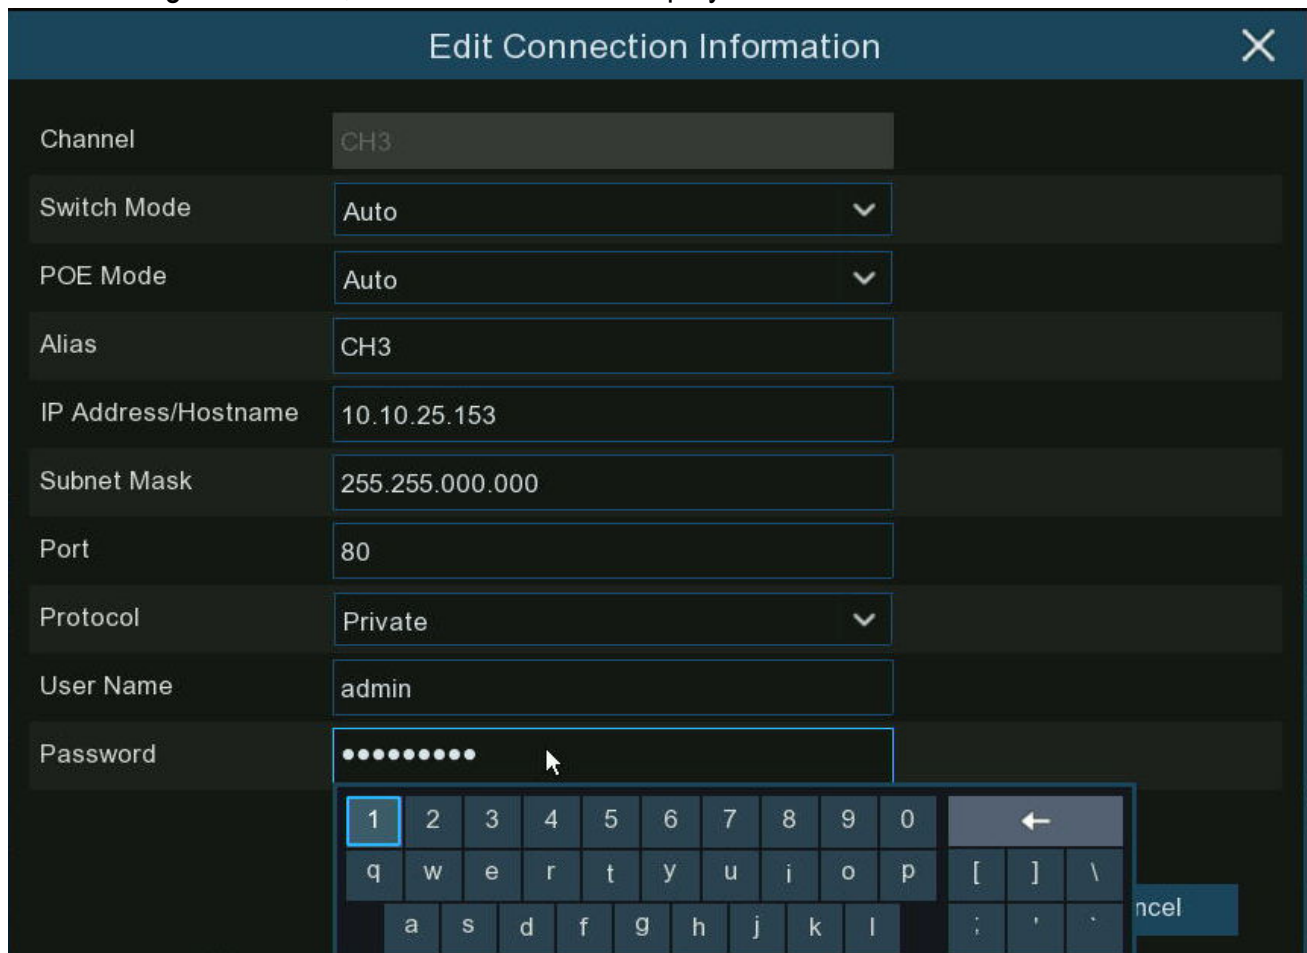 Edit Connection Information
Channel CH3
Switch Mode Auto
POE Mode Auto
Alias CH3
IP Address/Hostname 10.10.25.153
Subnet Mask 255.255.000.000
Port 80
Protocol Private
User Name admin
Password •••••••••
1 2 3 4 5 6 7 8 9 0 ←
q w e r t y u i o p [ ] \
a s d f g h j k l ; ' `
ncel